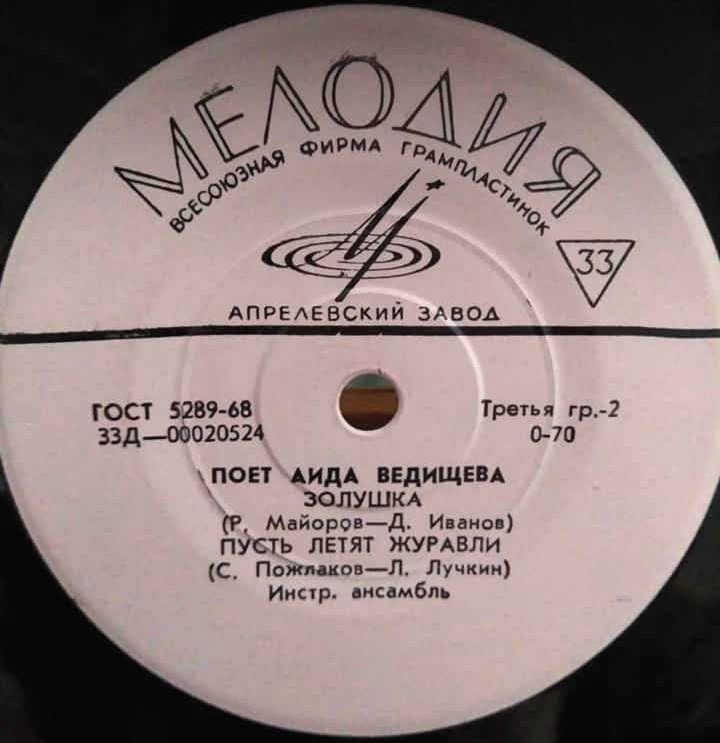 МЕЛОДИЯ
ВСЕСОЮЗНАЯ ФИРМА ГРАМПЛАСТИНОК
33
АПРЕЛЕВСКИЙ ЗАВОД
ГОСТ 5289-68
Третья гр.-2
33Д—00020524
0-70
ПОЕТ АИДА ВЕДИЩЕВА
ЗОЛУШКА
(Р. Майоров—Д. Иванов)
ПУСТЬ ЛЕТЯТ ЖУРАВЛИ
(С. Пожлаков—Л. Лучкин)
Инстр. ансамбль